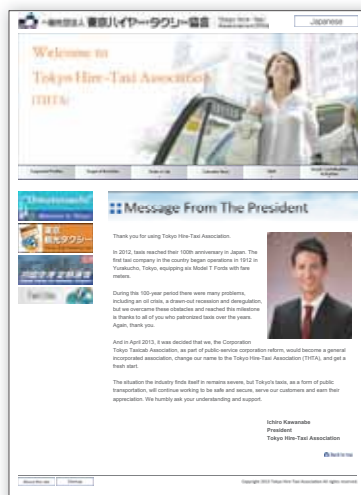 一般社団法人 東京ハイヤー・タクシー協会
Japanese
Welcome to
Tokyo Hire-Taxi Association
(THTA)
Message From The President
Thank you for using Tokyo Hire-Taxi Association.
In 2012, taxis reached their 100th anniversary in Japan. The
first taxi company in the country began operations in 1912 in
Yurakucho, Tokyo, equipping six Model T Fords with fare
meters.
During this 100-year period there were many problems,
including an oil crisis, a drawn-out recession and deregulation,
but we overcame these obstacles and reached this milestone
is thanks to all of you who patronized taxis over the years.
Again, thank you.
And in April 2013, it was decided that we, the Corporation
Tokyo Taxicab Association, as part of public-service corporation reform, would become a general
incorporated association, change our name to the Tokyo Hire-Taxi Association (THTA), and get a
fresh start.
The situation the industry finds itself in remains severe, but Tokyo's taxis, as a form of public
transportation, will continue working to be safe and secure, serve our customers and earn their
appreciation. We humbly ask your understanding and support.
Ichiro Kawanabe
President
Tokyo Hire-Taxi Association
東京
観光タクシー